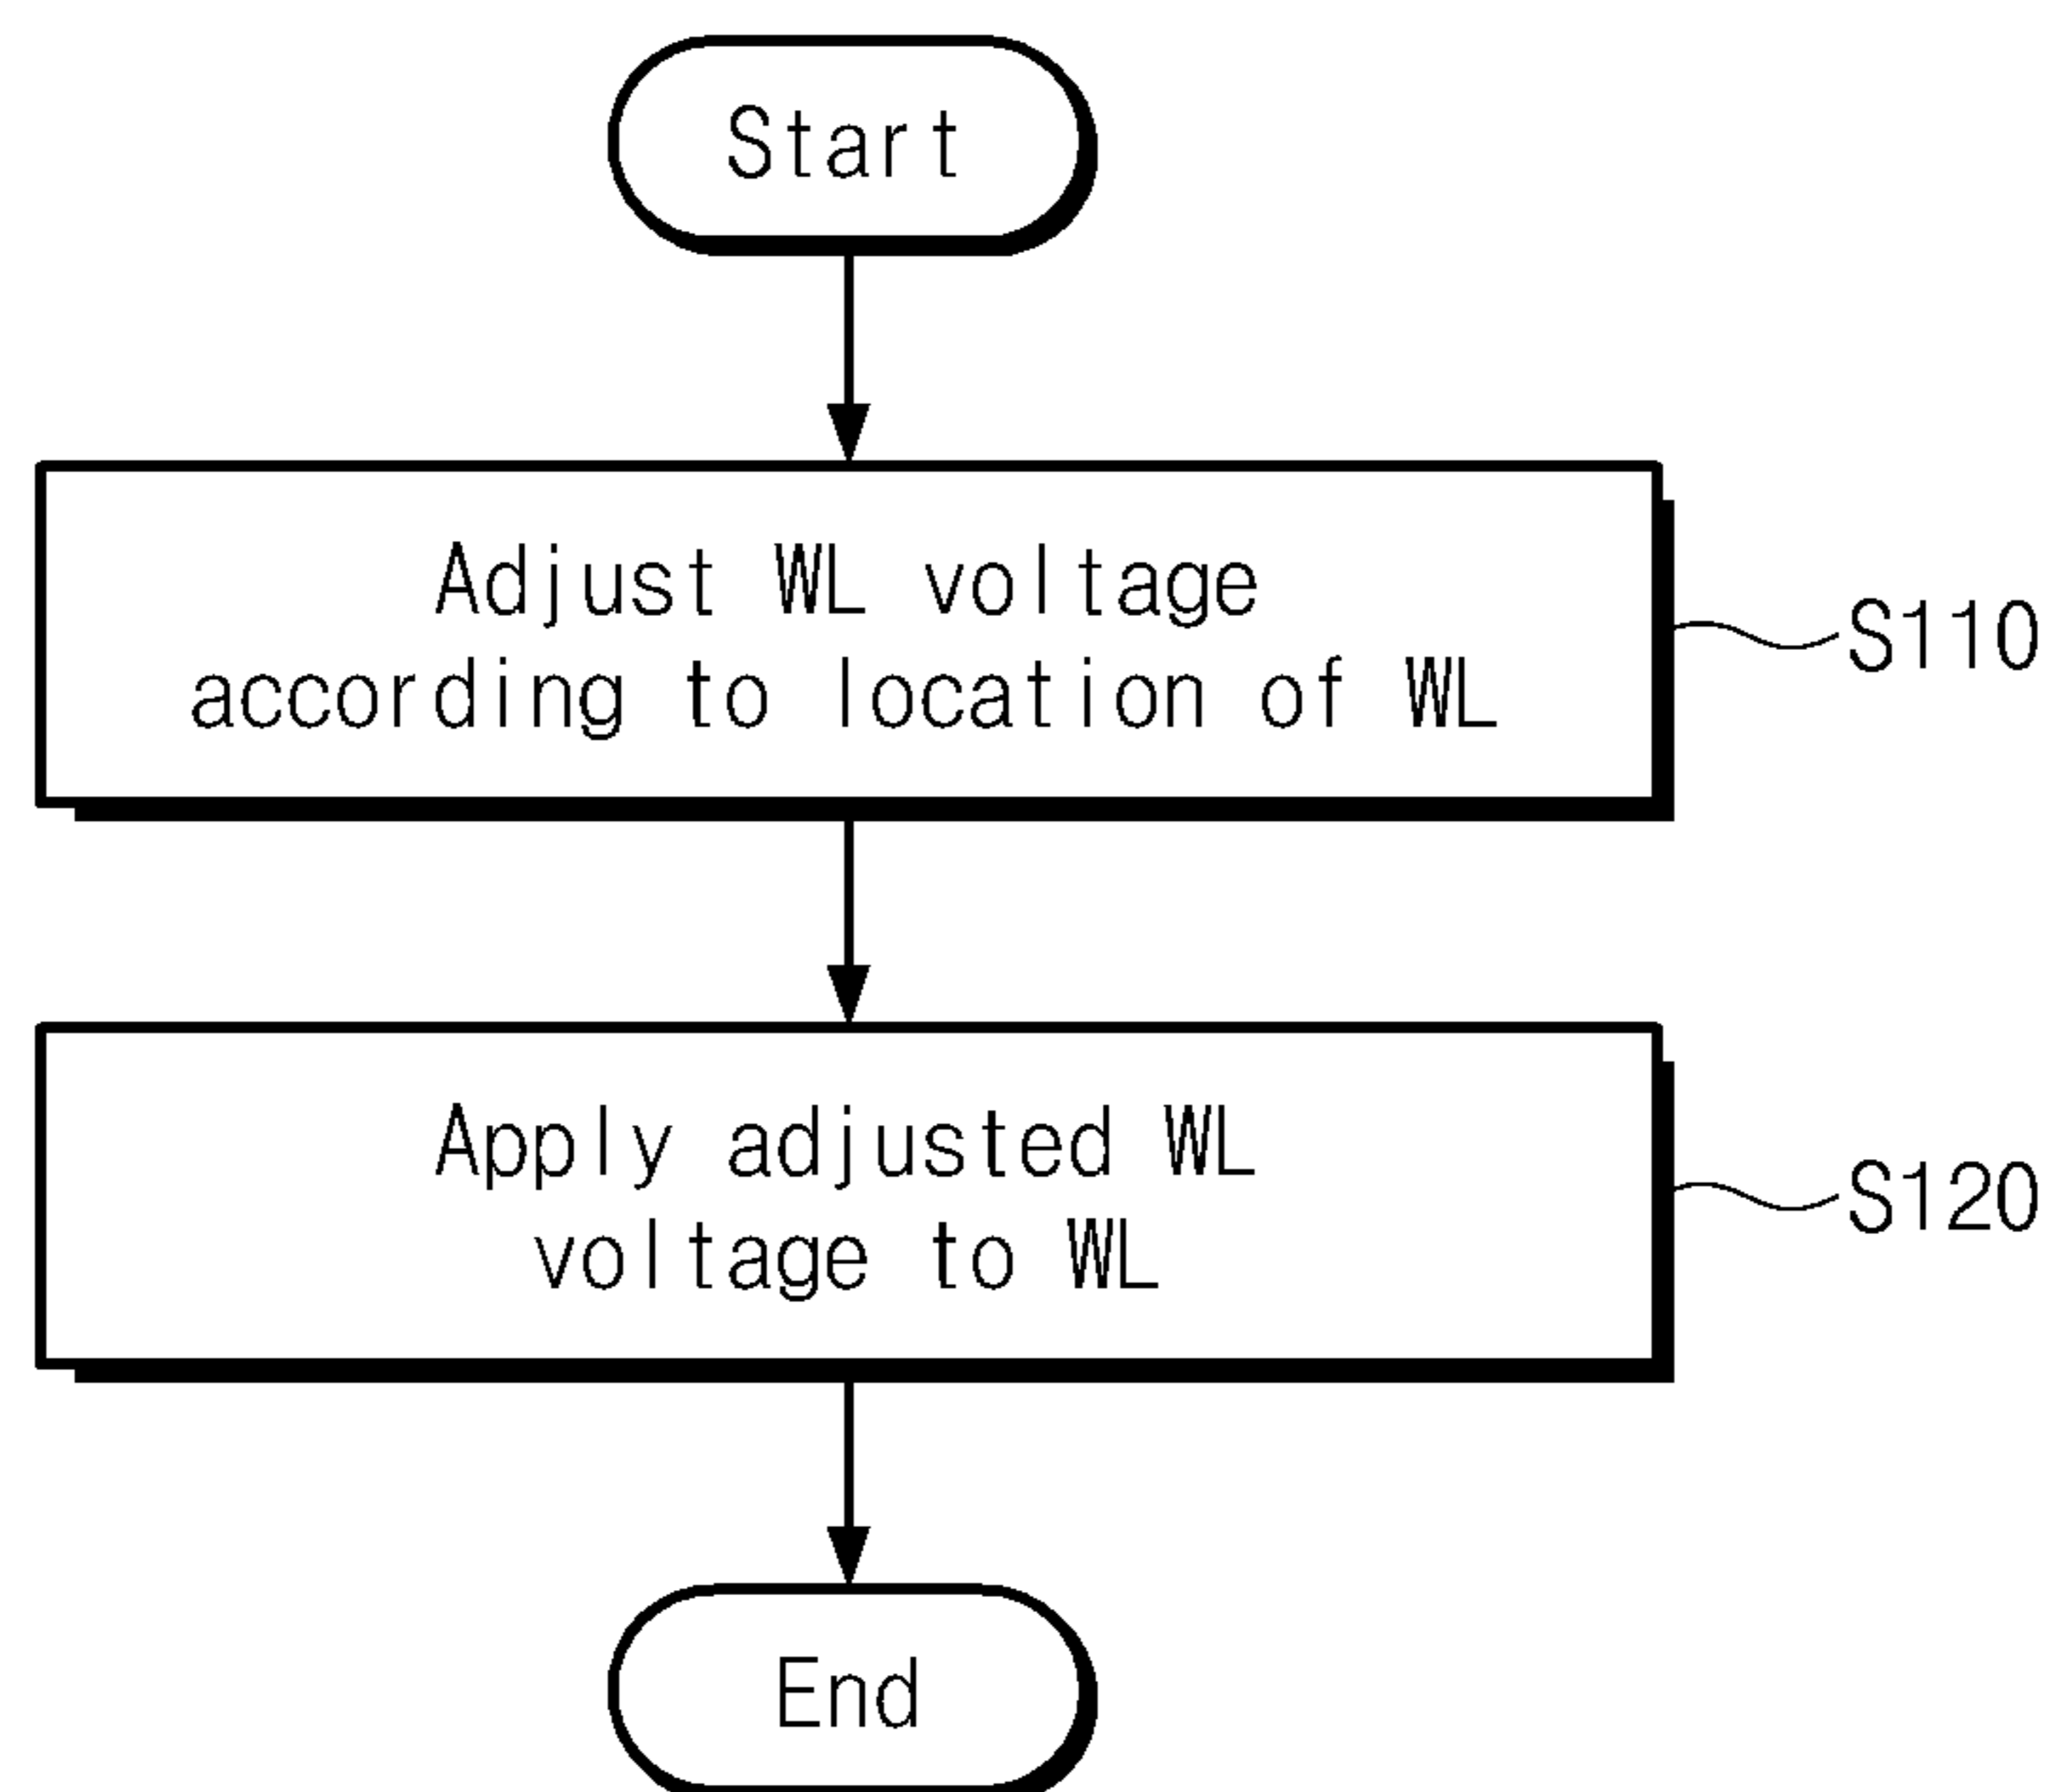 Start
Adjust WL voltage
according to location of WL
S110
Apply adjusted WL
voltage to WL
S120
End